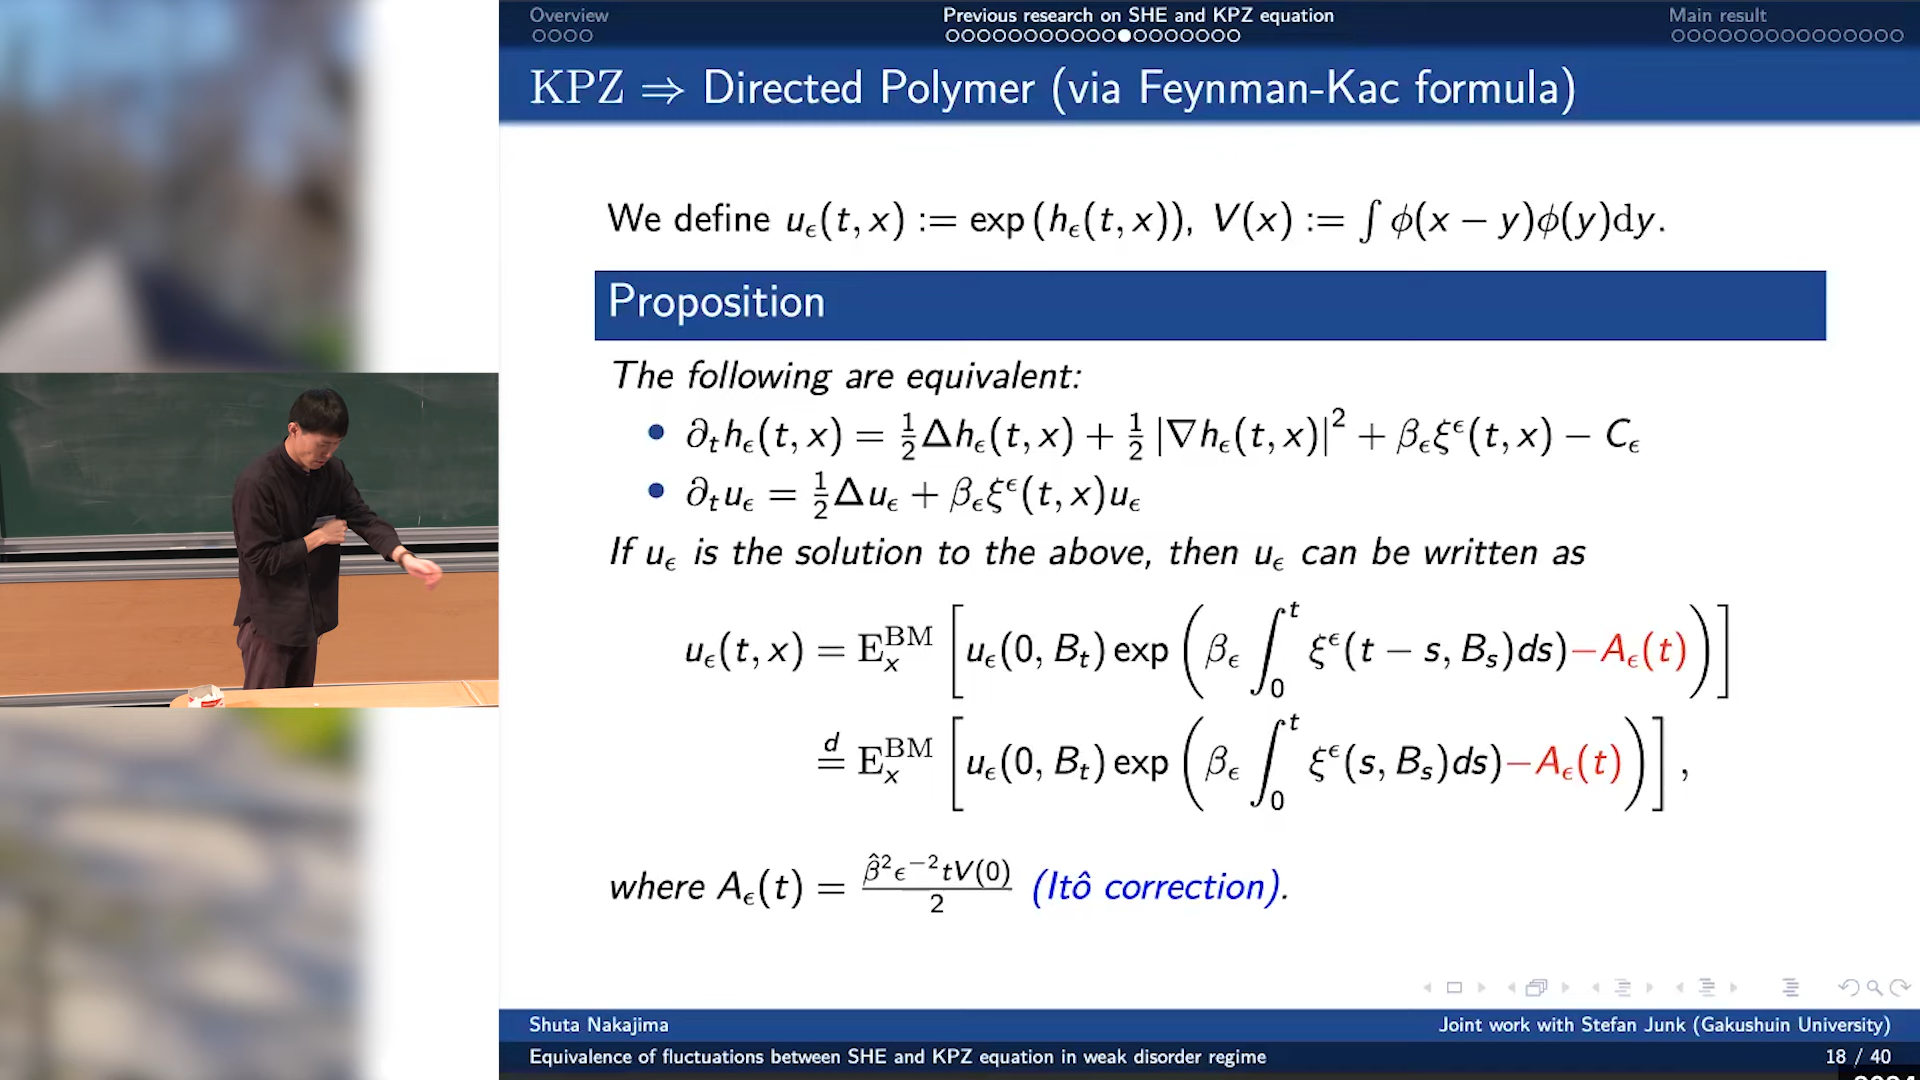 Overview
Previous research on SHE and KPZ equation
Main result
KPZ ⇒ Directed Polymer (via Feynman-Kac formula)
We define u_ϵ(t, x) := exp (h_ϵ(t, x)), V(x) := ∫ ϕ(x − y)ϕ(y)dy.
Proposition
The following are equivalent:
• ∂_t h_ϵ(t, x) = ½Δh_ϵ(t, x) + ½ |∇h_ϵ(t, x)|² + β_ϵξ^ϵ(t, x) − C_ϵ
• ∂_t u_ϵ = ½Δu_ϵ + β_ϵξ^ϵ(t, x)u_ϵ
If u_ϵ is the solution to the above, then u_ϵ can be written as
u_ϵ(t, x) = E_x^BM [ u_ϵ(0, B_t) exp ( β_ϵ ∫_0^t ξ^ϵ(t − s, B_s)ds) −A_ϵ(t) ) ]
d= E_x^BM [ u_ϵ(0, B_t) exp ( β_ϵ ∫_0^t ξ^ϵ(s, B_s)ds) −A_ϵ(t) ) ] ,
where A_ϵ(t) = β̂²ϵ⁻²tV(0)/2 (Itô correction).
Shuta Nakajima
Joint work with Stefan Junk (Gakushuin University)
Equivalence of fluctuations between SHE and KPZ equation in weak disorder regime
18 / 40